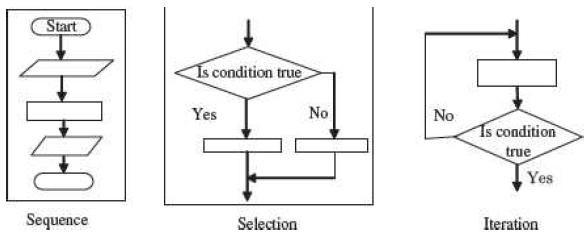 Start
Sequence
Is condition true
Yes
No
Selection
No
Is condition
true
Yes
Iteration